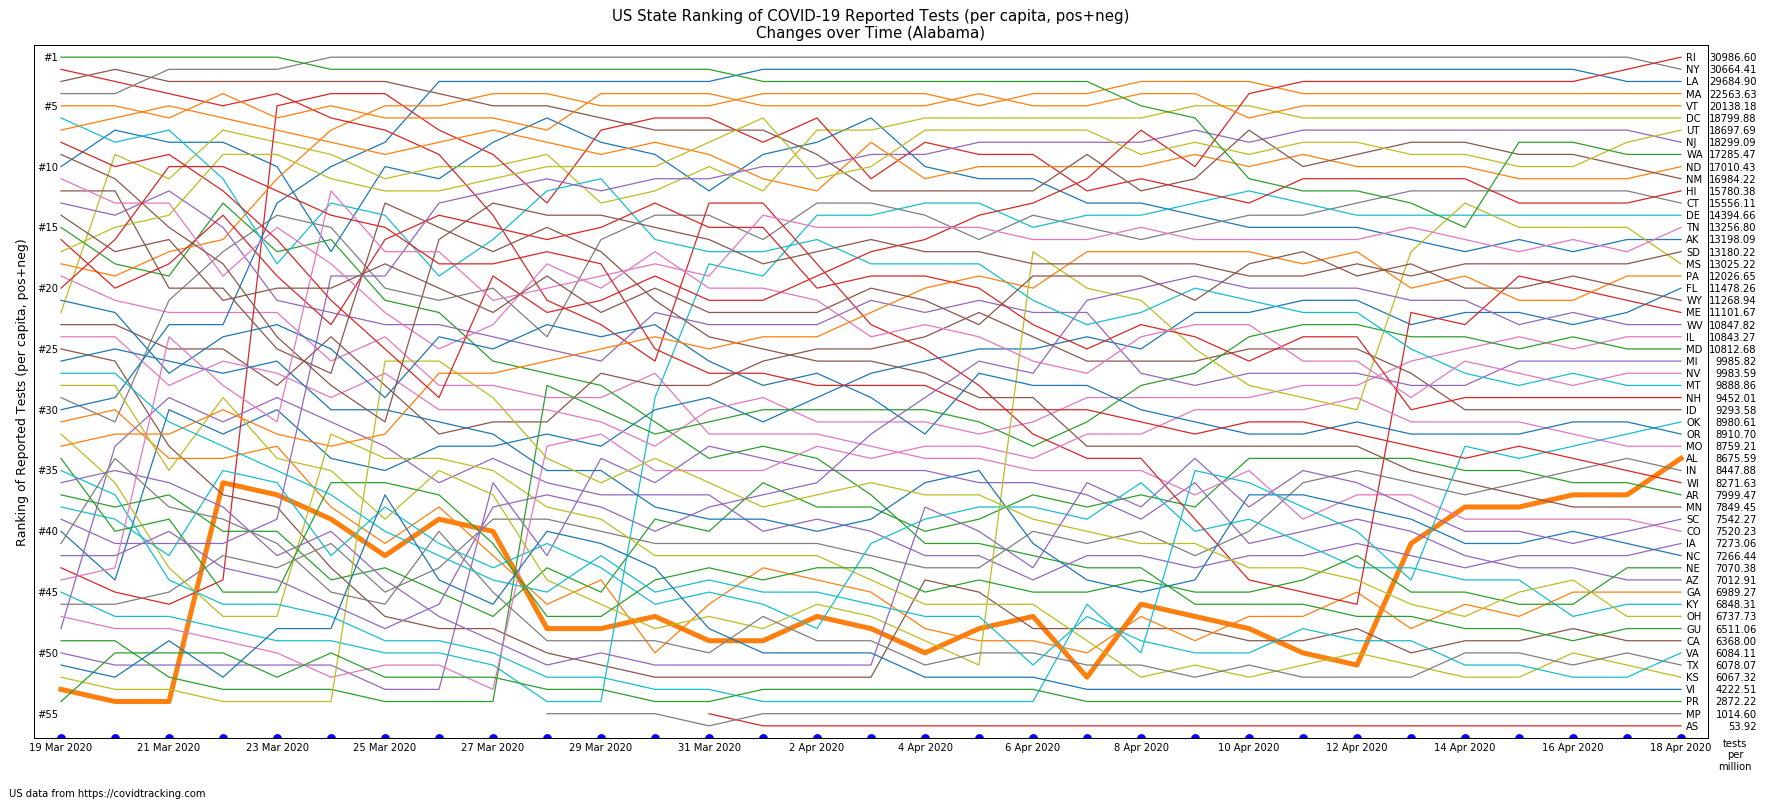 US State Ranking of COVID-19 Reported Tests (per capita, pos+neg)
Changes over Time (Alabama)
Ranking of Reported Tests (per capita, pos+neg)
#1
#5
#10
#15
#20
#25
#30
#35
#40
#45
#50
#55
RI 30986.60
NY 30664.41
LA 29684.90
MA 22563.63
VT 20138.18
DC 18799.88
UT 18697.69
NJ 18299.09
WA 17285.47
ND 17010.43
NM 16984.22
HI 15780.38
CT 15556.11
DE 14394.66
TN 13256.80
AK 13198.09
SD 13180.22
MS 13025.22
PA 12026.65
FL 11478.26
WY 11268.94
ME 11101.67
WV 10847.82
IL 10843.27
MD 10812.68
MI 9985.82
NV 9983.59
MT 9888.86
NH 9452.01
ID 9293.58
OK 8980.61
OR 8910.70
MO 8759.21
AL 8675.59
IN 8447.88
WI 8271.63
AR 7999.47
MN 7849.45
SC 7542.27
CO 7520.23
IA 7273.06
NC 7266.44
NE 7070.38
AZ 7012.91
GA 6989.27
KY 6848.31
OH 6737.73
GU 6511.06
CA 6368.00
VA 6084.11
TX 6078.07
KS 6067.32
VI 4222.51
PR 2872.22
MP 1014.60
AS 53.92
19 Mar 2020 21 Mar 2020 23 Mar 2020 25 Mar 2020 27 Mar 2020 29 Mar 2020 31 Mar 2020 2 Apr 2020 4 Apr 2020 6 Apr 2020 8 Apr 2020 10 Apr 2020 12 Apr 2020 14 Apr 2020 16 Apr 2020 18 Apr 2020
tests
per
million
US data from https://covidtracking.com